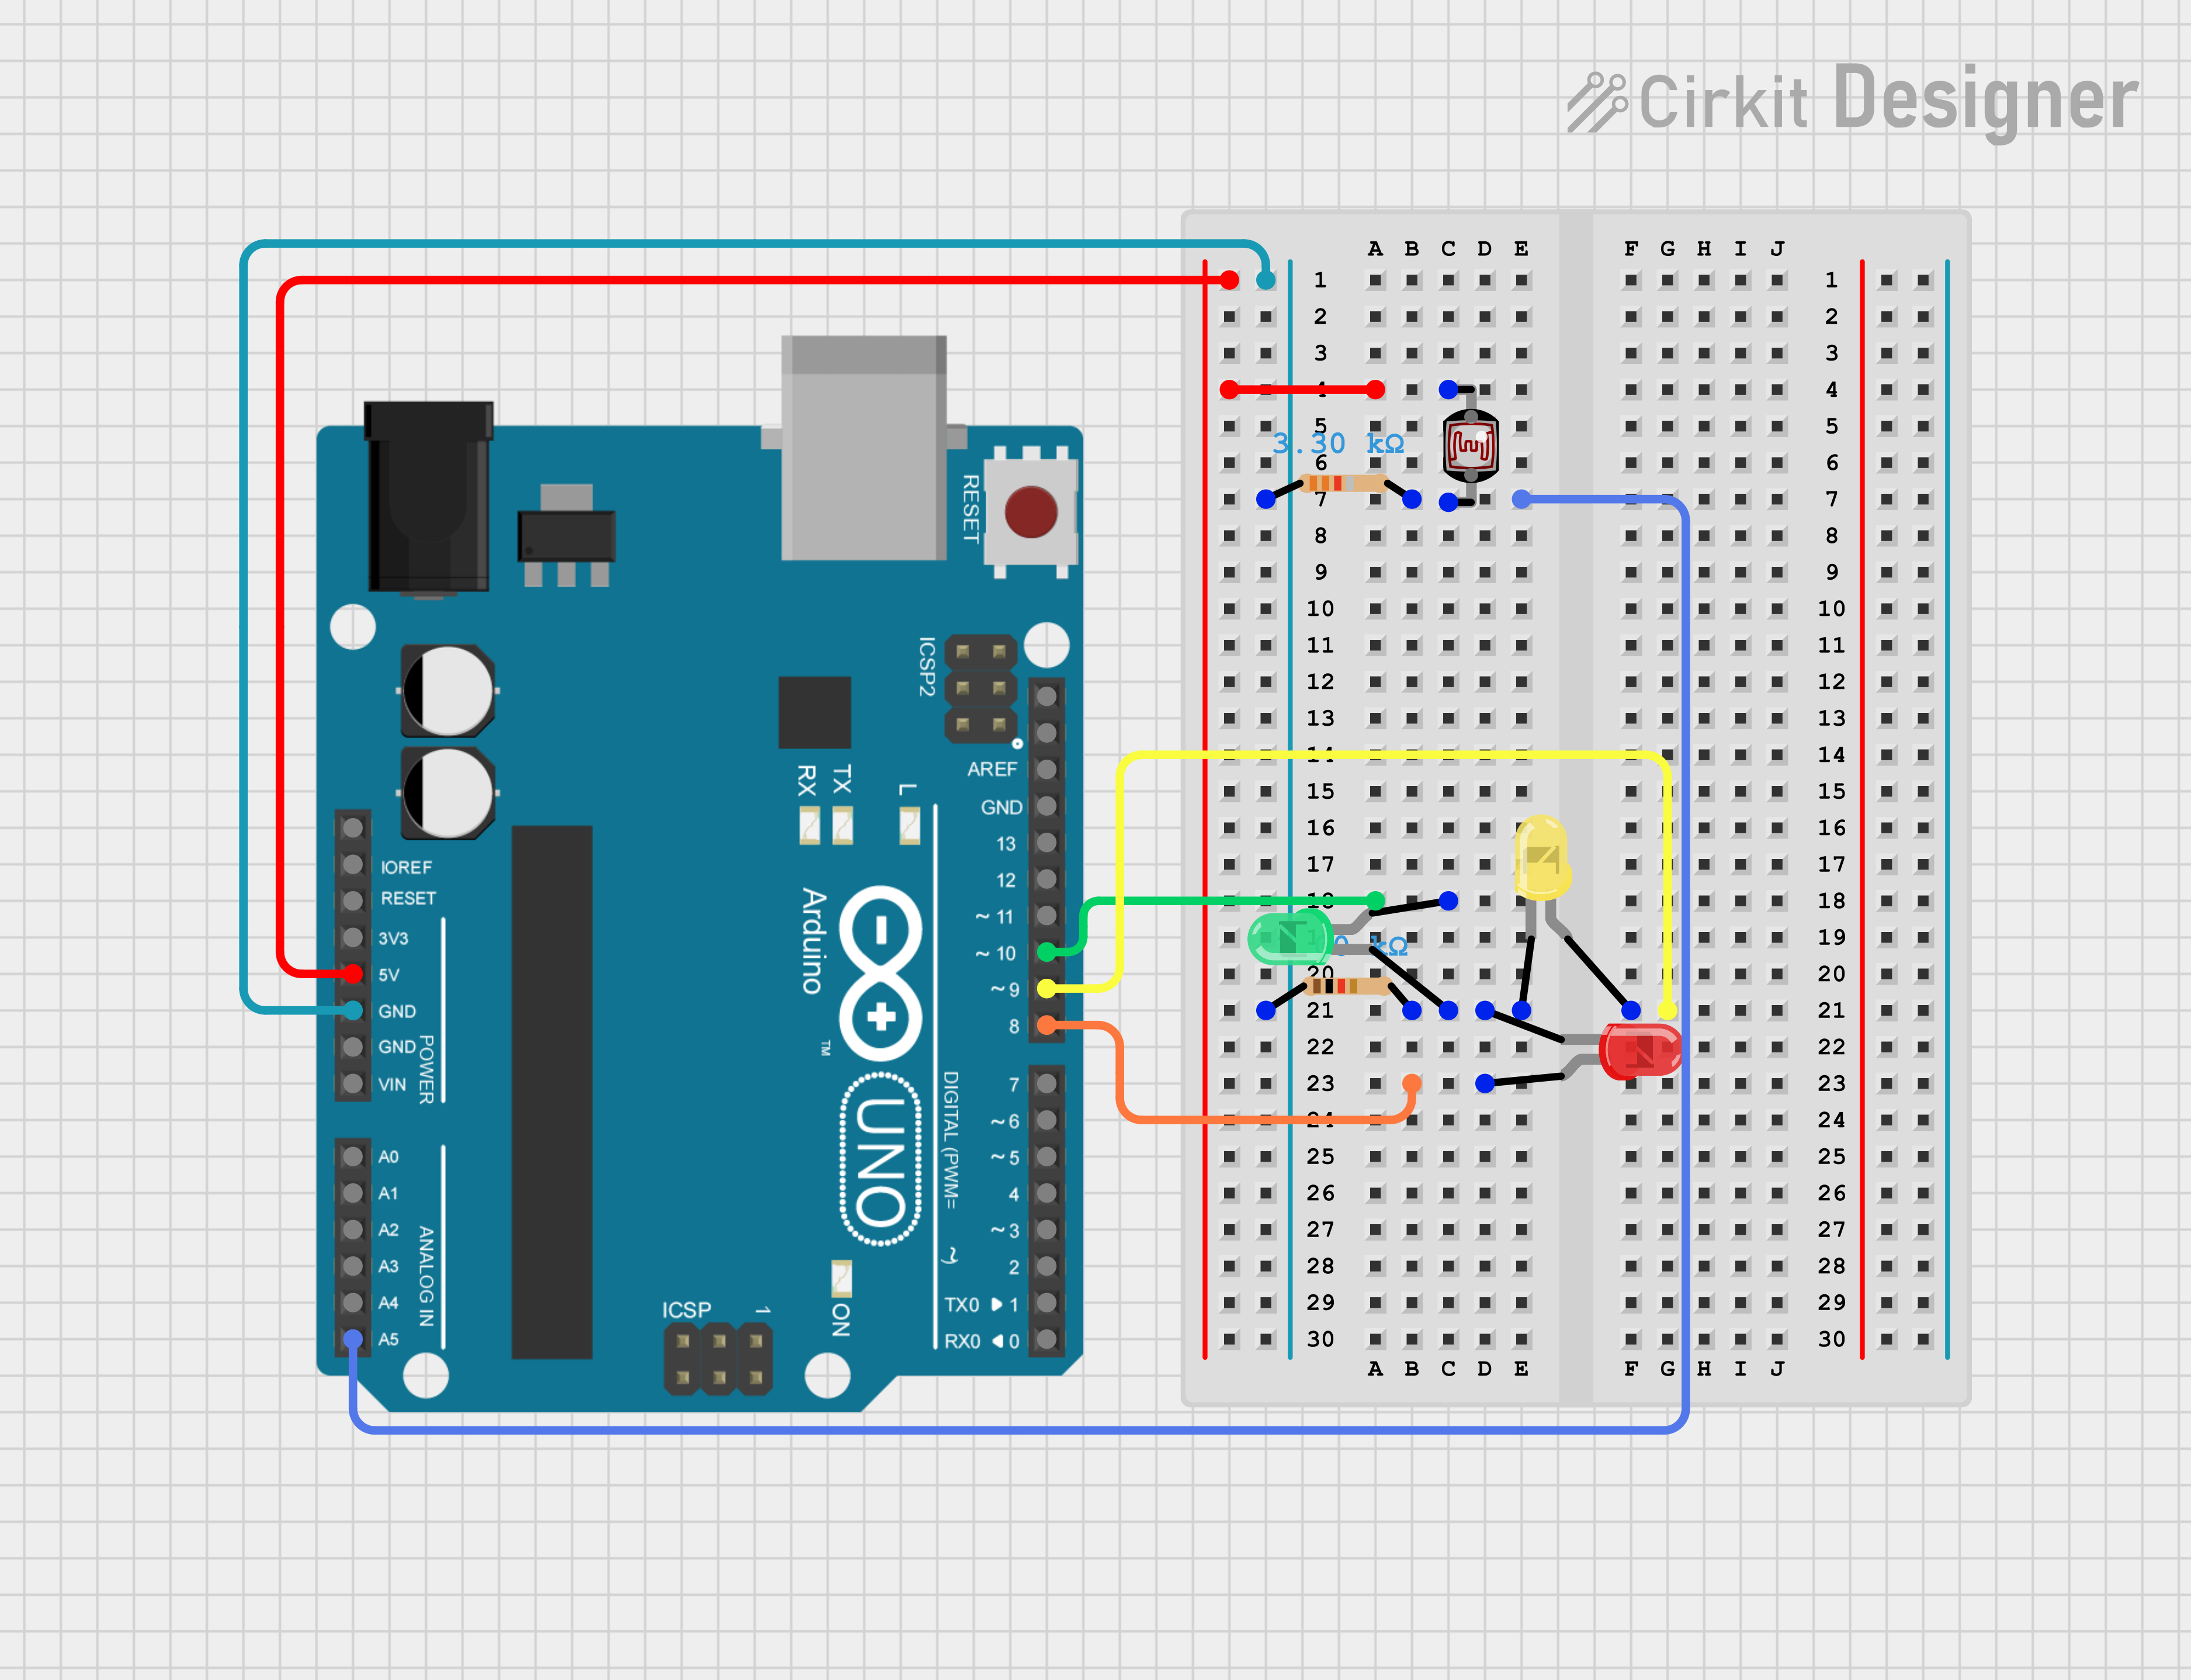 Cirkit Designer
A B C D E F G H I J
1 1
2 2
3 3
4 4
5 5
3.30 kΩ
6 6
7 7
8 8
9 9
10 10
11 11
12 12
13 13
14 14
15 15
16 16
17 17
18 18
19
kΩ
20 20
21 21
22 22
23 23
24 24
25 25
26 26
27 27
28 28
29 29
30 30
A B C D E F G H I J
RESET
ICSP2
AREF
GND
13
12
~ 11
~ 10
~ 9
8
7
~ 6
~ 5
4
~ 3
2
TX0 ▶ 1
RX0 ◀ 0
DIGITAL (PWM= ~)
RX
TX
L
Arduino
TM
UNO
ON
ICSP
1
IOREF
RESET
3V3
5V
GND
GND
VIN
POWER
A0
A1
A2
A3
A4
A5
ANALOG IN